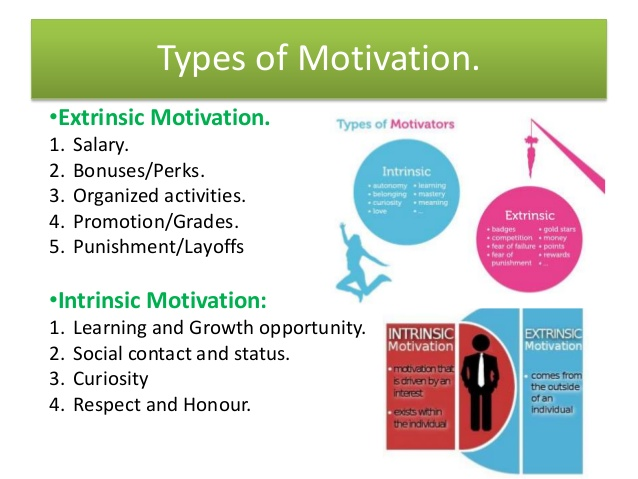 Types of Motivation.
•Extrinsic Motivation.
1. Salary.
2. Bonuses/Perks.
3. Organized activities.
4. Promotion/Grades.
5. Punishment/Layoffs
•Intrinsic Motivation:
1. Learning and Growth opportunity.
2. Social contact and status.
3. Curiosity
4. Respect and Honour.
Types of Motivators
Intrinsic
• autonomy • learning
• belonging • mastery
• curiosity • meaning
• love • ...
Extrinsic
• badges • gold stars
• competition • money
• fear of failure • points
• fear of • rewards
punishment • ...
INTRINSIC
Motivation
• motivation that
is driven by an
interest
• exists within
the individual
EXTRINSIC
Motivation
• comes from
the outside
of an
individual